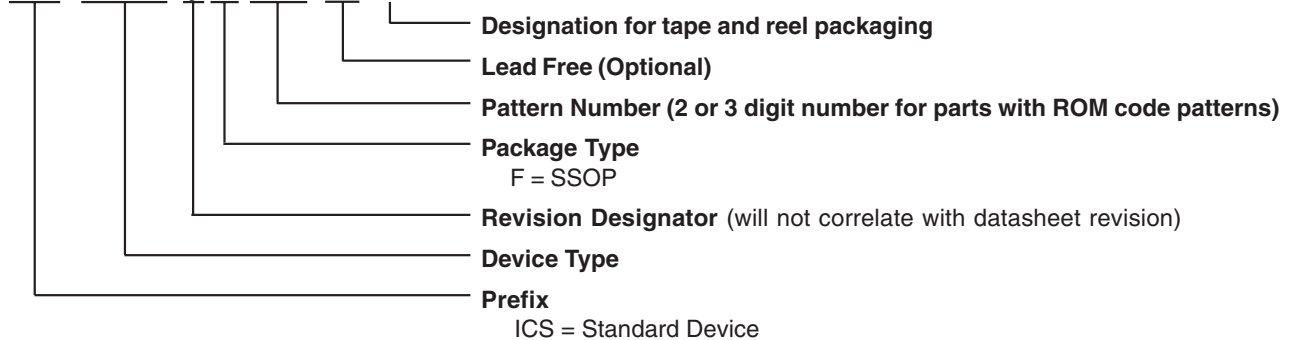 Designation for tape and reel packaging
Lead Free (Optional)
Pattern Number (2 or 3 digit number for parts with ROM code patterns)
Package Type
F = SSOP
Revision Designator (will not correlate with datasheet revision)
Device Type
Prefix
ICS = Standard Device